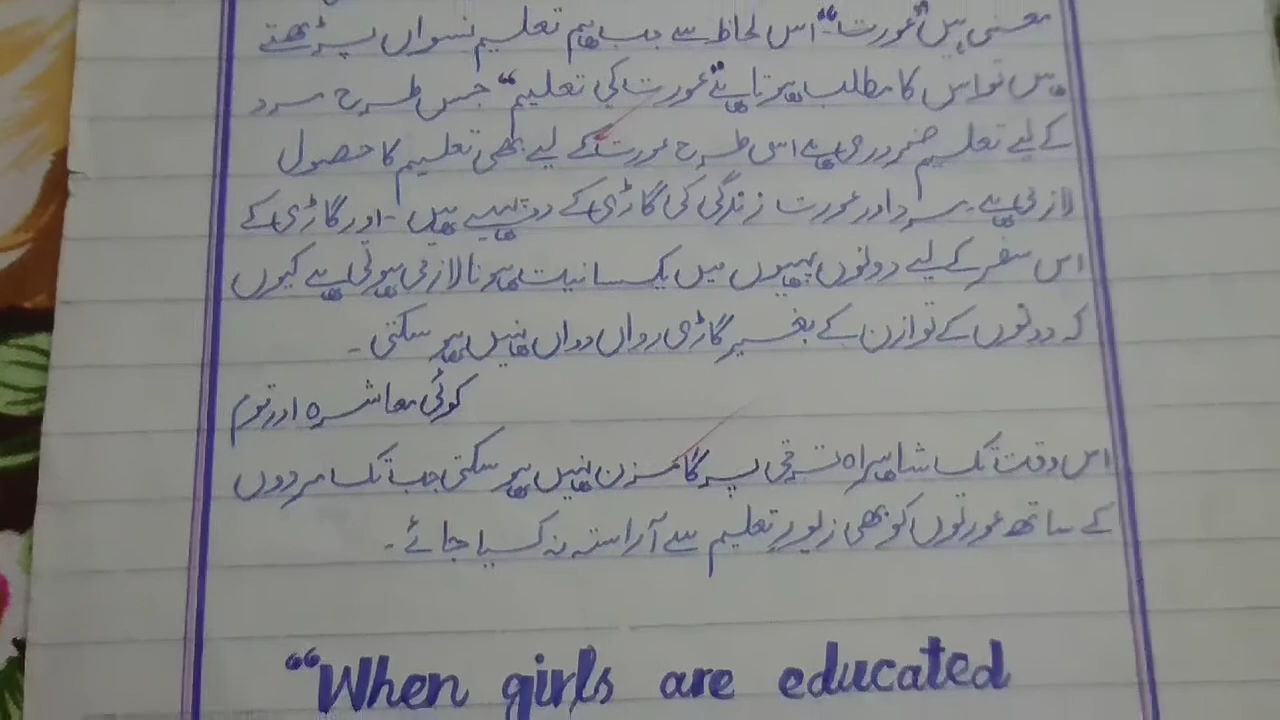 معنی ہیں "عورت"۔ اس لحاظ سے جب ہم تعلیم نسواں پڑھتے
ہیں تو اس کا مطلب ہوتا ہے "عورت کی تعلیم" جس طرح مرد
کے لیے تعلیم ضروری ہے اس طرح عورت کے لیے بھی تعلیم کا حصول
لازمی ہے۔ مرد اور عورت زندگی کی گاڑی کے دو پہیے ہیں۔ اور گاڑی کے
اس سفر کے لیے دونوں پہیوں میں یکسانیت ہونا لازمی ہوتی ہے کیوں
کہ دونوں کے توازن کے بغیر گاڑی رواں دواں نہیں ہو سکتی۔
کوئی معاشرہ اور قوم
اس وقت تک شاہراہ ترقی پہ گامزن نہیں ہو سکتی جب تک مردوں
کے ساتھ عورتوں کو بھی زیور تعلیم سے آراستہ نہ کیا جائے۔
"When girls are educated